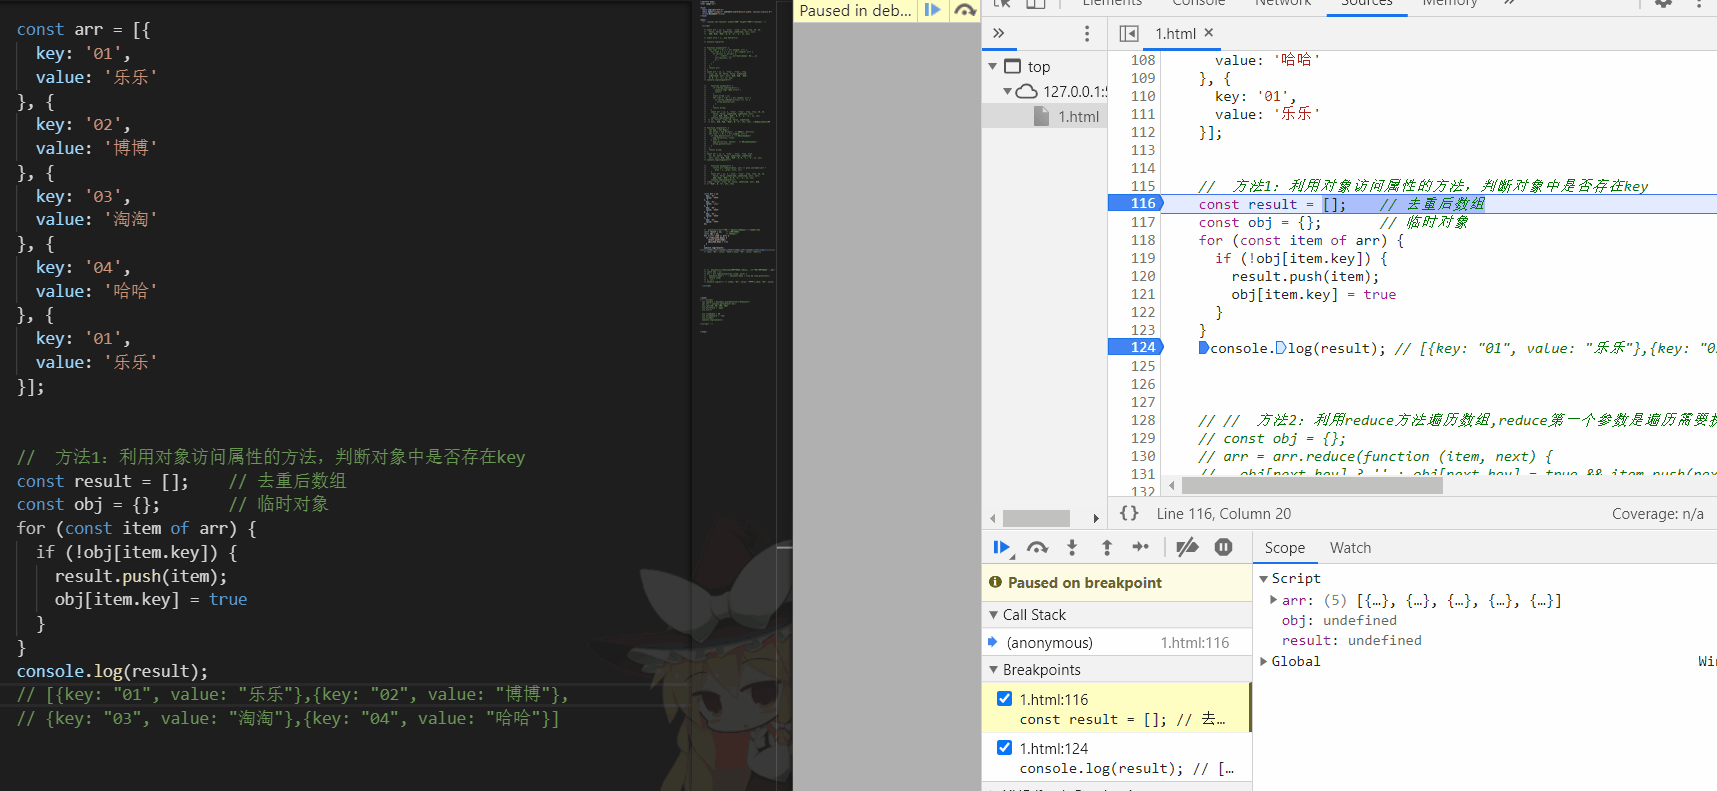 const arr = [{
key: '01',
value: '乐乐'
}, {
key: '02',
value: '博博'
}, {
key: '03',
value: '淘淘'
}, {
key: '04',
value: '哈哈'
}, {
key: '01',
value: '乐乐'
}];
// 方法1：利用对象访问属性的方法，判断对象中是否存在key
const result = []; // 去重后数组
const obj = {}; // 临时对象
for (const item of arr) {
if (!obj[item.key]) {
result.push(item);
obj[item.key] = true
}
}
console.log(result);
// [{key: "01", value: "乐乐"},{key: "02", value: "博博"},
// {key: "03", value: "淘淘"},{key: "04", value: "哈哈"}]
Paused in deb...
Elements Console Network Sources Memory »
» 1.html ×
top
127.0.0.1:5
1.html
108 value: '哈哈'
109 }, {
110 key: '01',
111 value: '乐乐'
112 }];
113
114
115 // 方法1：利用对象访问属性的方法，判断对象中是否存在key
116 const result = []; // 去重后数组
117 const obj = {}; // 临时对象
118 for (const item of arr) {
119 if (!obj[item.key]) {
120 result.push(item);
121 obj[item.key] = true
122 }
123 }
124 console.log(result); // [{key: "01", value: "乐乐"},{key: "0
125
126
127
128 // // 方法2：利用reduce方法遍历数组,reduce第一个参数是遍历需要
129 // const obj = {};
130 // arr = arr.reduce(function (item, next) {
131 // obj[next.key] ? '' : obj[next.key] = true && item.push(nex
132
{} Line 116, Column 20 Coverage: n/a
Scope Watch
Paused on breakpoint
Call Stack
(anonymous) 1.html:116
Breakpoints
1.html:116
const result = []; // 去…
1.html:124
console.log(result); // […
Script
arr: (5) [{…}, {…}, {…}, {…}, {…}]
obj: undefined
result: undefined
Global Wi